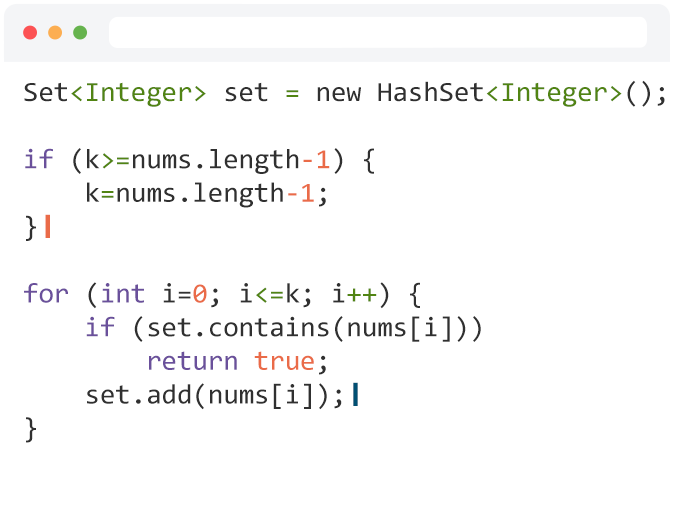 Set<Integer> set = new HashSet<Integer>();
if (k>=nums.length-1) {
    k=nums.length-1;
}
for (int i=0; i<=k; i++) {
    if (set.contains(nums[i]))
        return true;
    set.add(nums[i]);
}